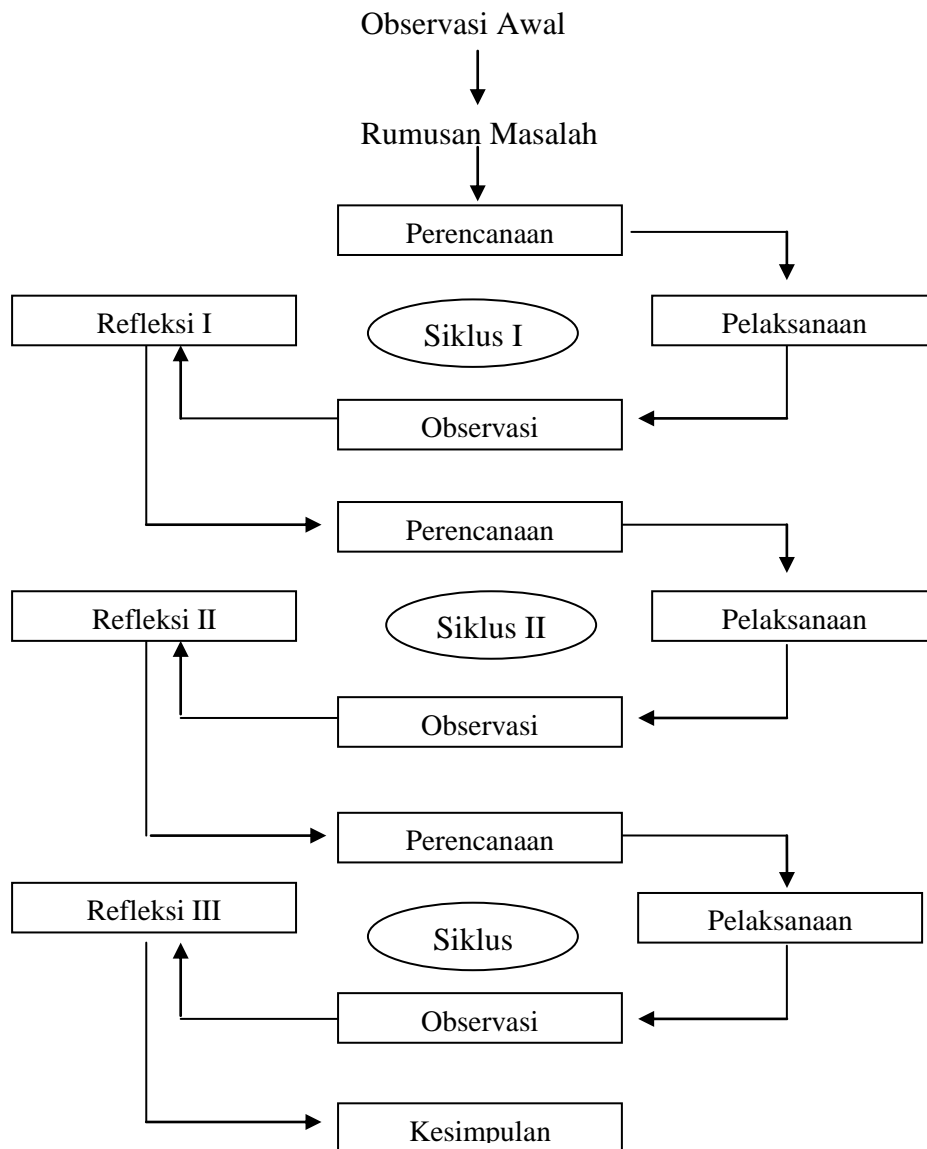 Observasi Awal
Rumusan Masalah
Perencanaan
Refleksi I
Siklus I
Pelaksanaan
Observasi
Perencanaan
Refleksi II
Siklus II
Pelaksanaan
Observasi
Perencanaan
Refleksi III
Siklus
Pelaksanaan
Observasi
Kesimpulan